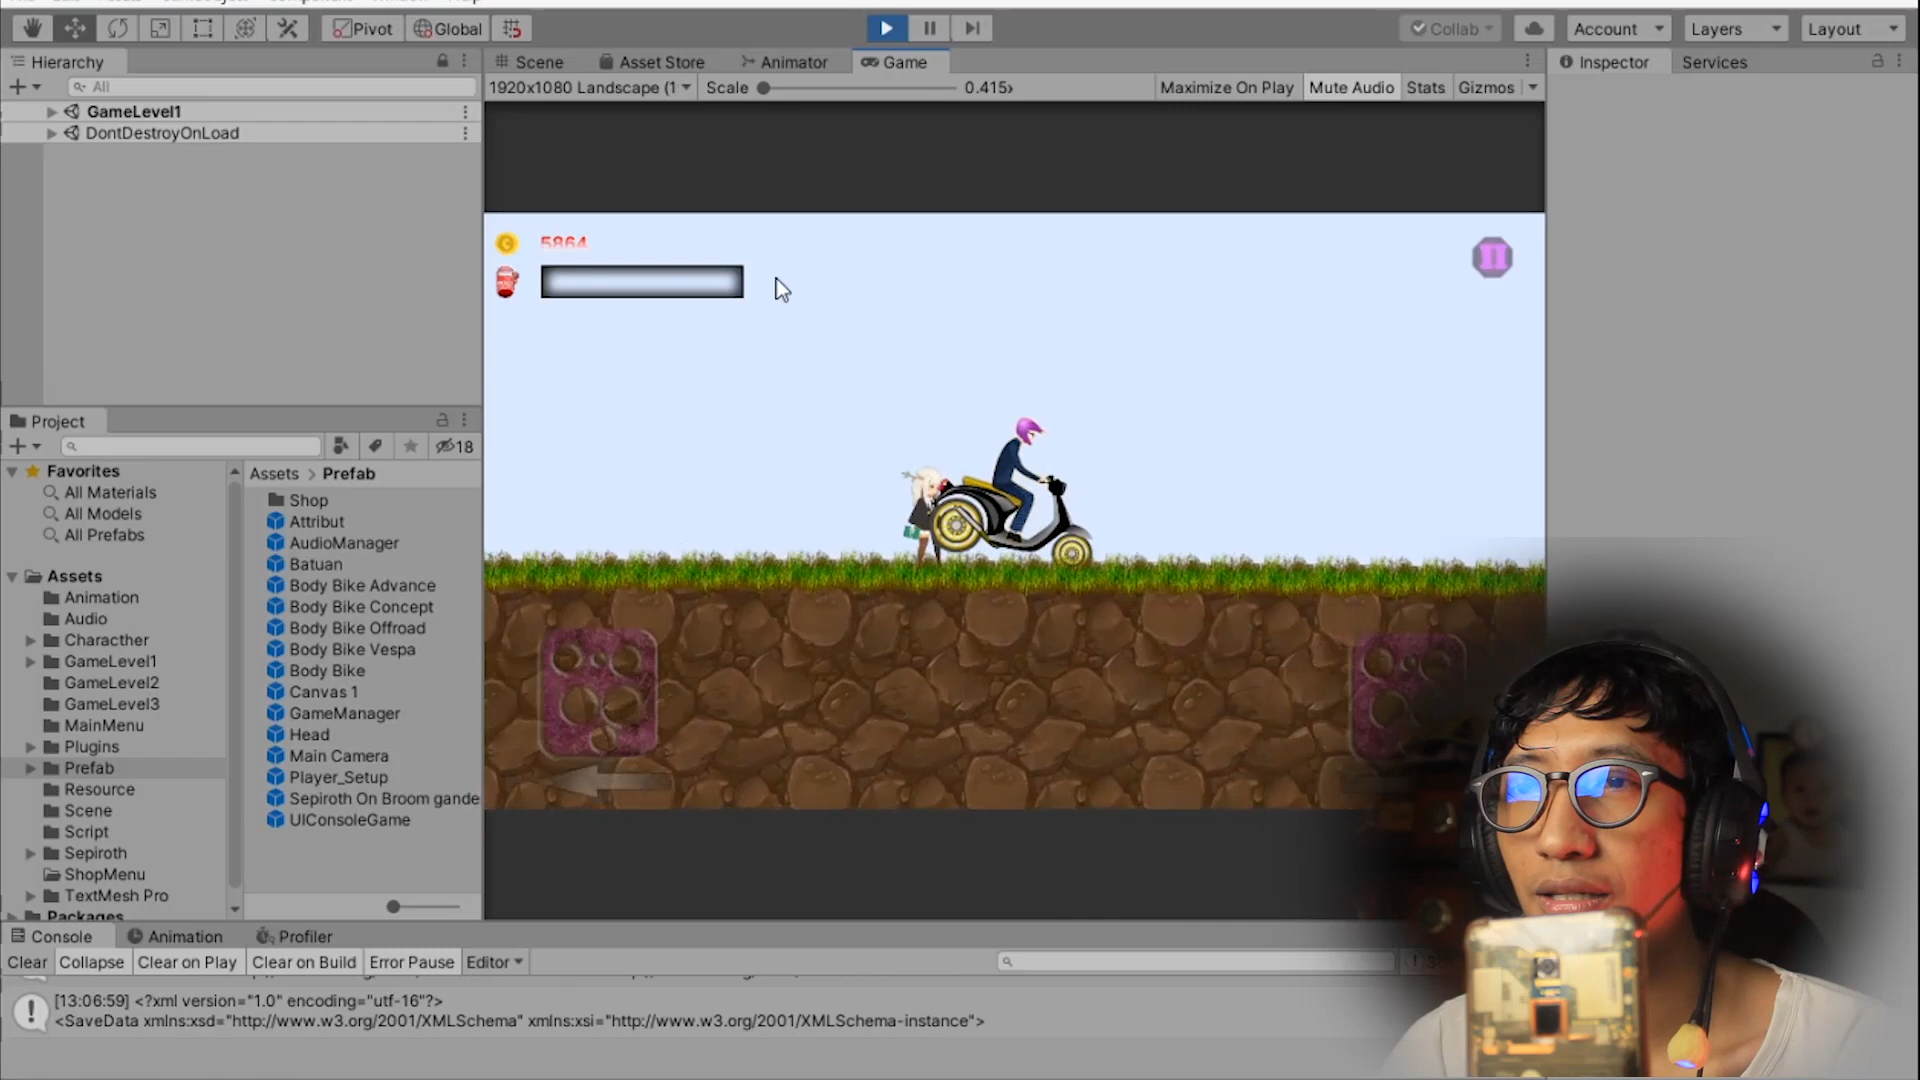 Pivot
Global
Collab
Account
Layers
Layout
Hierarchy
Scene
Asset Store
Animator
Game
Inspector
Services
All
1920x1080 Landscape (1
Scale
0.415
Maximize On Play
Mute Audio
Stats
Gizmos
GameLevel1
DontDestroyOnLoad
5864
Project
18
Favorites
All Materials
All Models
All Prefabs
Assets
Animation
Audio
Characther
GameLevel1
GameLevel2
GameLevel3
MainMenu
Plugins
Prefab
Resource
Scene
Script
Sepiroth
ShopMenu
TextMesh Pro
Packages
Assets > Prefab
Shop
Attribut
AudioManager
Batuan
Body Bike Advance
Body Bike Concept
Body Bike Offroad
Body Bike Vespa
Body Bike
Canvas 1
GameManager
Head
Main Camera
Player_Setup
Sepiroth On Broom gande
UIConsoleGame
Console
Animation
Profiler
Clear
Collapse
Clear on Play
Clear on Build
Error Pause
Editor
[13:06:59] <?xml version="1.0" encoding="utf-16"?>
<SaveData xmlns:xsd="http://www.w3.org/2001/XMLSchema" xmlns:xsi="http://www.w3.org/2001/XMLSchema-instance">